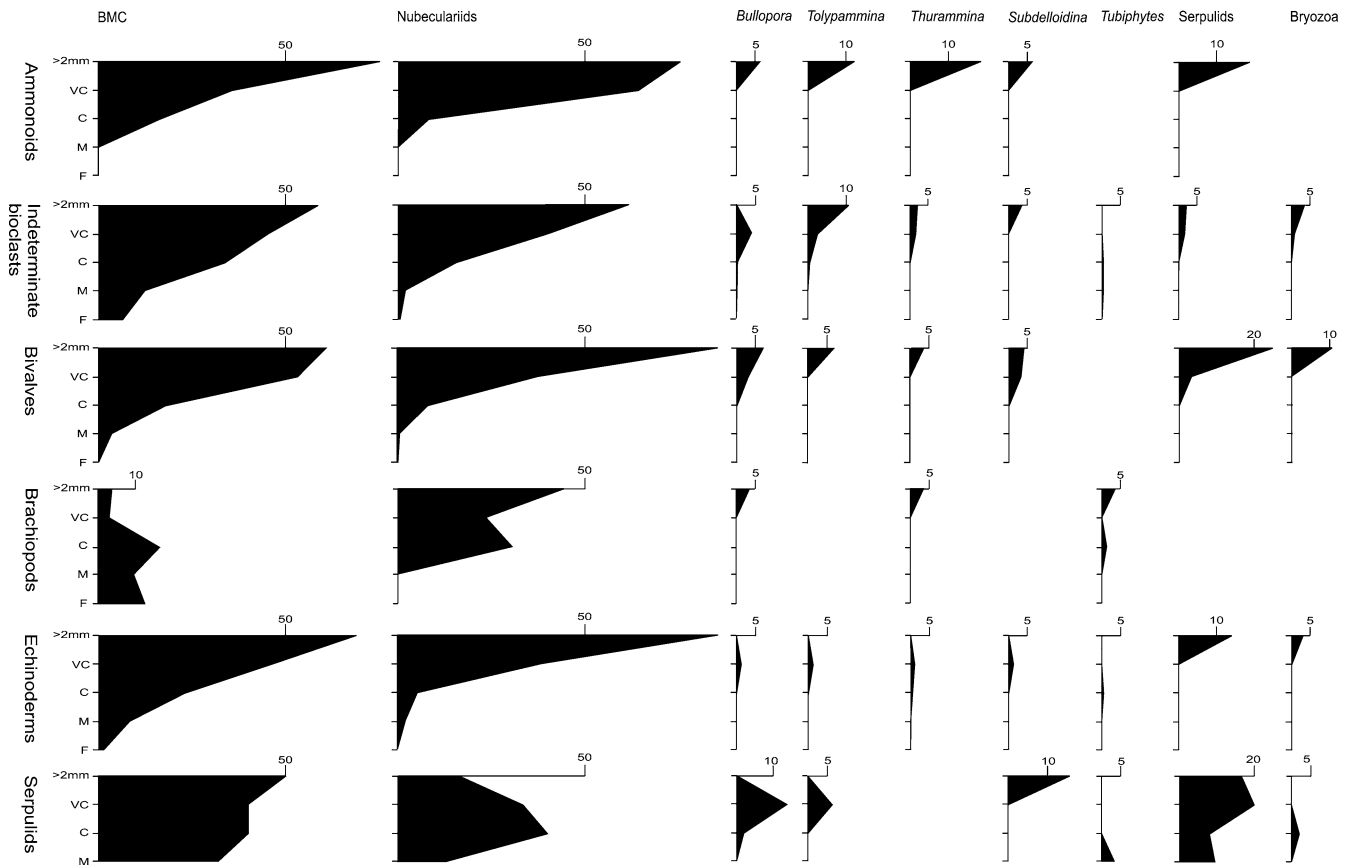 BMC Nubeculariids Bullopora Tolypammina Thurammina Subdelloidina Tubiphytes Serpulids Bryozoa
Ammonoids
50 50 5 10 10 5 10
>2mm
VC
C
M
F
Indeterminate
bioclasts
50 50 5 10 5 5 5 5 5
>2mm
VC
C
M
F
Bivalves
50 50 5 5 5 5 20 10
>2mm
VC
C
M
F
Brachiopods
10 50 5 5 5
>2mm
VC
C
M
F
Echinoderms
50 50 5 5 5 5 5 10 5
>2mm
VC
C
M
F
Serpulids
50 50 10 5 10 5 20 5
>2mm
VC
C
M